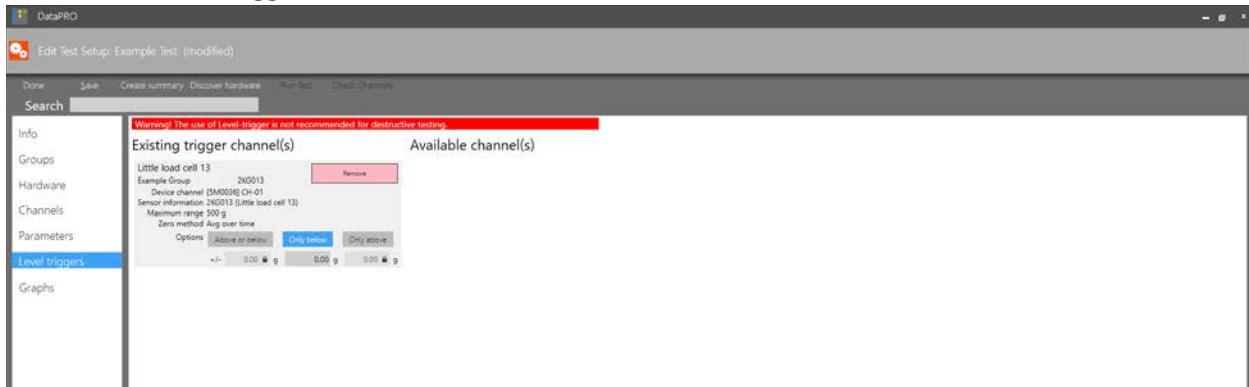 DataPRO
Edit Test Setup: Example Test (modified)
Done Save Create summary Discover hardware Run Test Check Channels
Search
Info
Groups
Hardware
Channels
Parameters
Level triggers
Graphs
Warning! The use of Level-trigger is not recommended for destructive testing.
Existing trigger channel(s)
Available channel(s)
Little load cell 13
Remove
Example Group 2KG013
Device channel [5M0036] CH-01
Sensor information 2KG013 (Little load cell 13)
Maximum range 500 g
Zero method Avg over time
Options Above or below Only below Only above
+/- 0.00 g 0.00 g 0.00 g